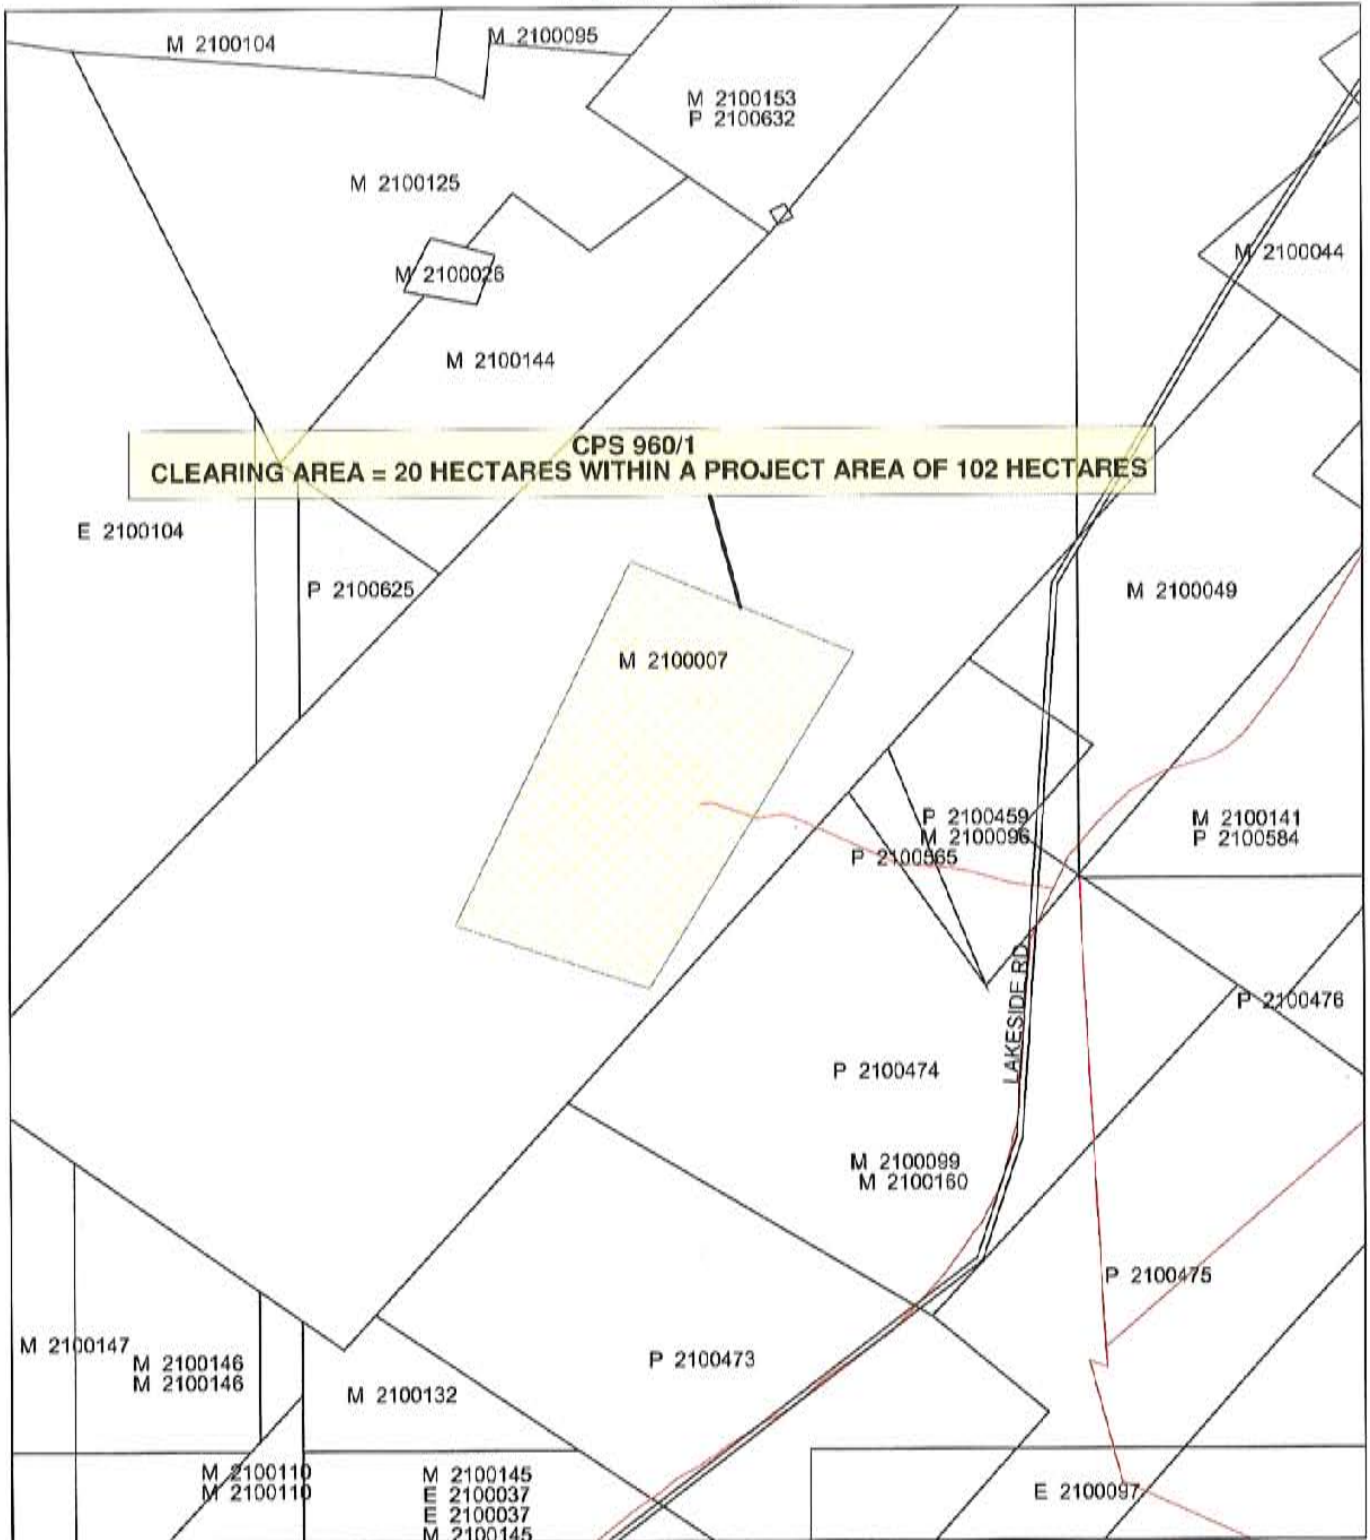 M 2100104
M 2100095
M 2100153
P 2100632
M 2100125
M 2100044
M 2100026
M 2100144
CPS 960/1
CLEARING AREA = 20 HECTARES WITHIN A PROJECT AREA OF 102 HECTARES
E 2100104
P 2100625
M 2100049
M 2100007
P 2100459
M 2100096
P 2100565
M 2100141
P 2100584
LAKESIDE RD
P 2100476
P 2100474
M 2100099
M 2100160
P 2100475
M 2100147
M 2100146
M 2100146
P 2100473
M 2100132
M 2100110
M 2100110
M 2100145
E 2100037
E 2100037
M 2100145
E 2100097